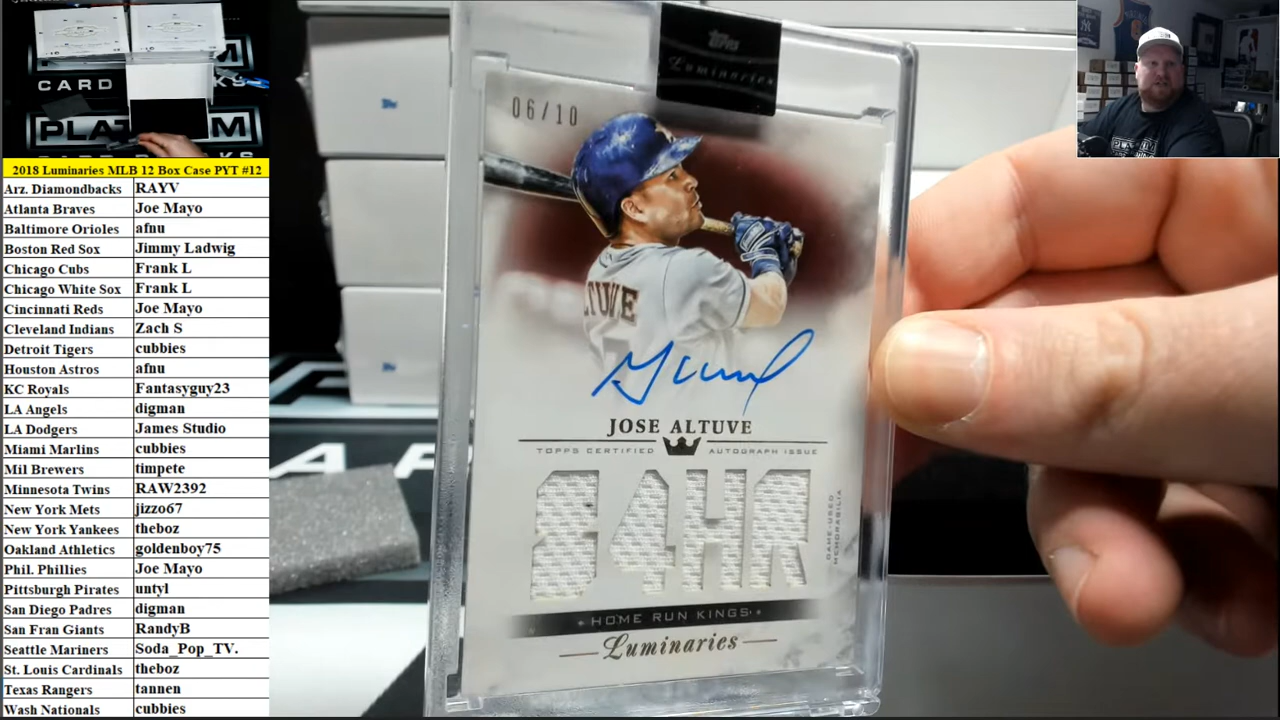 CARD
PLATINUM
2018 Luminaries MLB 12 Box Case PYT #12
Arz. Diamondbacks RAYV
Atlanta Braves Joe Mayo
Baltimore Orioles afnu
Boston Red Sox Jimmy Ladwig
Chicago Cubs Frank L
Chicago White Sox Frank L
Cincinnati Reds Joe Mayo
Cleveland Indians Zach S
Detroit Tigers cubbies
Houston Astros afnu
KC Royals Fantasyguy23
LA Angels digman
LA Dodgers James Studio
Miami Marlins cubbies
Mil Brewers timpete
Minnesota Twins RAW2392
New York Mets jizzo67
New York Yankees theboz
Oakland Athletics goldenboy75
Phil. Phillies Joe Mayo
Pittsburgh Pirates untyl
San Diego Padres digman
San Fran Giants RandyB
Seattle Mariners Soda_Pop_TV.
St. Louis Cardinals theboz
Texas Rangers tannen
Wash Nationals cubbies
topps
Luminaries
06/10
LTUVE
JOSE ALTUVE
TOPPS CERTIFIED AUTOGRAPH ISSUE
84HR
GAME-USED
MEMORABILIA
HOME RUN KINGS
Luminaries